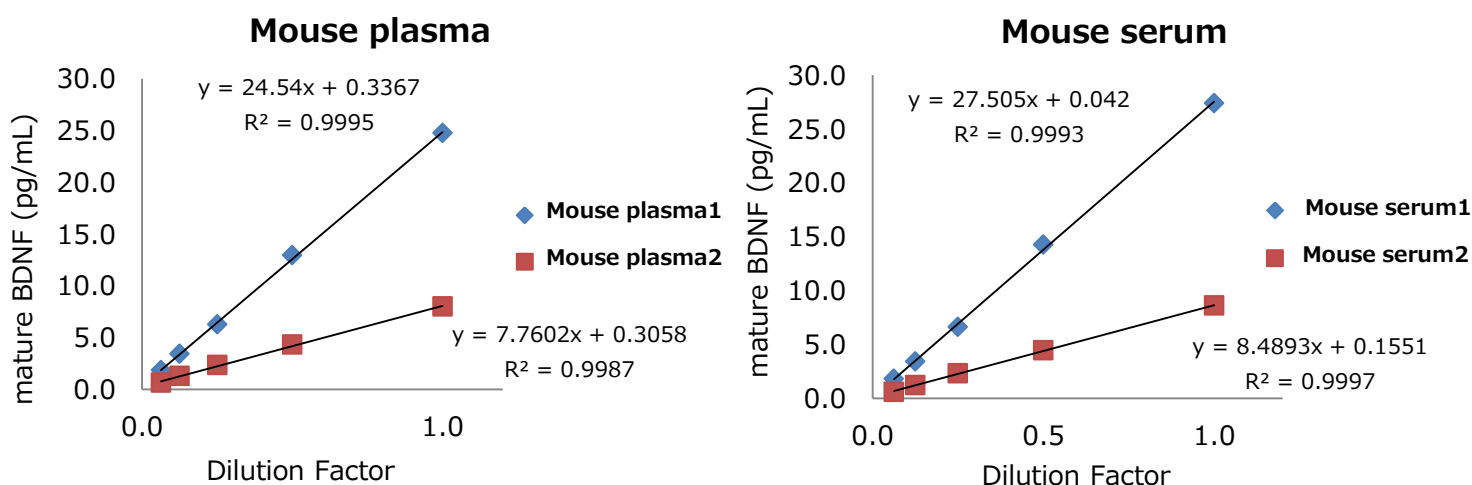 Mouse plasma
mature BDNF (pg/mL)
30.0
25.0
20.0
15.0
10.0
5.0
0.0
y = 24.54x + 0.3367
R² = 0.9995
Mouse plasma1
Mouse plasma2
y = 7.7602x + 0.3058
R² = 0.9987
0.0 1.0
Dilution Factor
Mouse serum
mature BDNF (pg/mL)
30.0
25.0
20.0
15.0
10.0
5.0
0.0
y = 27.505x + 0.042
R² = 0.9993
Mouse serum1
Mouse serum2
y = 8.4893x + 0.1551
R² = 0.9997
0.0 0.5 1.0
Dilution Factor